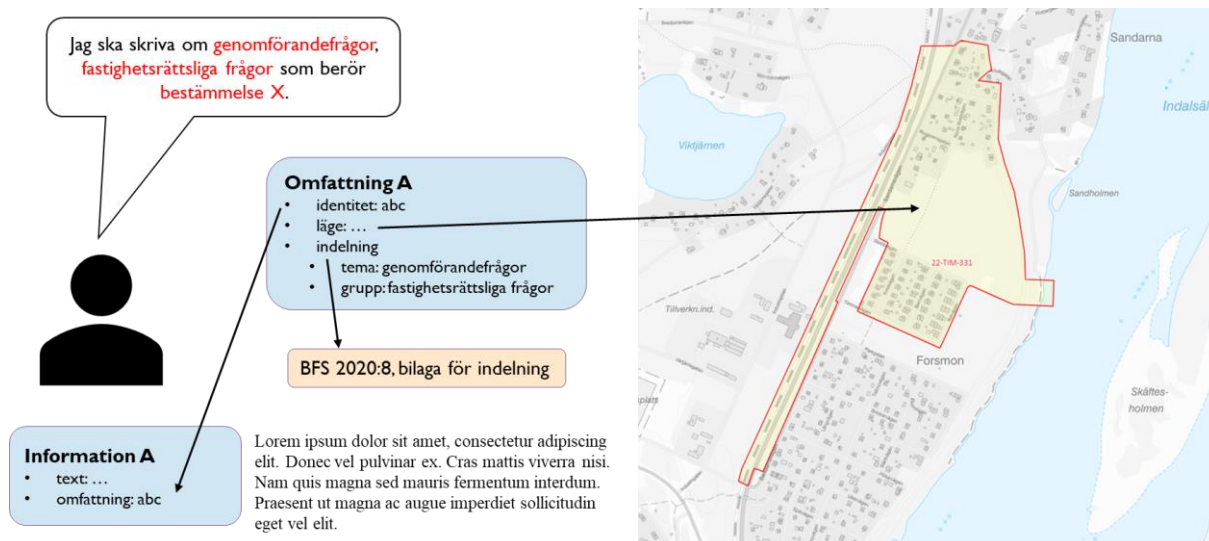 Jag ska skriva om genomförandefrågor,
fastighetsrättsliga frågor som berör
bestämmelse X.
Omfattning A
• identitet: abc
• läge: …
• indelning
• tema: genomförandefrågor
• grupp: fastighetsrättsliga frågor
BFS 2020:8, bilaga för indelning
Information A
• text: …
• omfattning: abc
Lorem ipsum dolor sit amet, consectetur adipiscing
elit. Donec vel pulvinar ex. Cras mattis viverra nisi.
Nam quis magna sed mauris fermentum interdum.
Praesent ut magna ac augue imperdiet sollicitudin
eget vel elit.
Sandarna
Indalsäl
Viktjärnen
Sandholmen
22-TIM-331
Tillverkn.ind.
Forsmon
Skäftes-
holmen